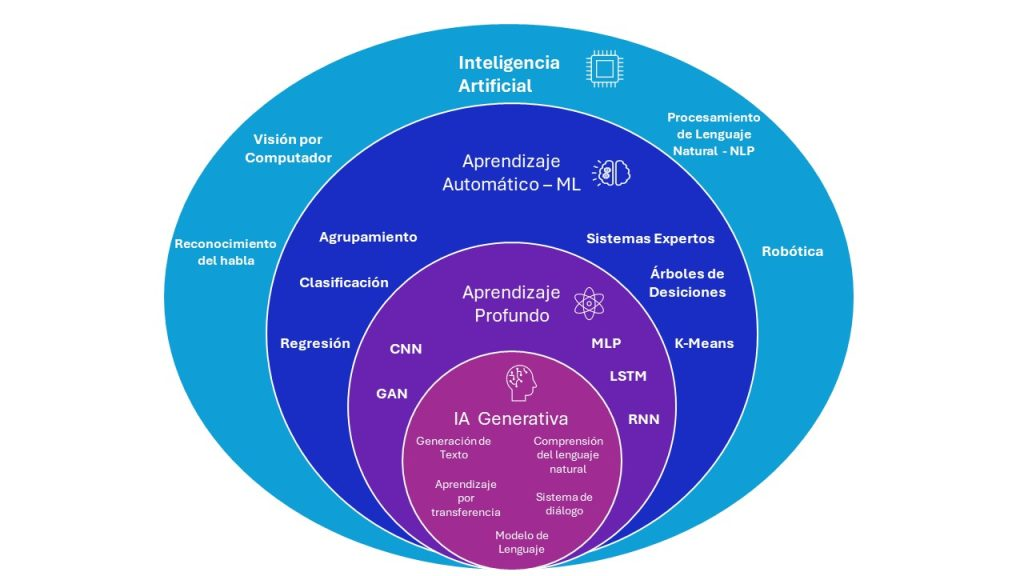 Inteligencia
Artificial
Procesamiento
de Lenguaje
Natural - NLP
Visión por
Computador
Reconocimiento
del habla
Robótica
Aprendizaje
Automático – ML
Agrupamiento
Clasificación
Regresión
Sistemas Expertos
Árboles de
Desiciones
K-Means
Aprendizaje
Profundo
CNN
GAN
MLP
LSTM
RNN
IA Generativa
Generación de
Texto
Comprensión
del lenguaje
natural
Aprendizaje
por
transferencia
Sistema de
diálogo
Modelo de
Lenguaje